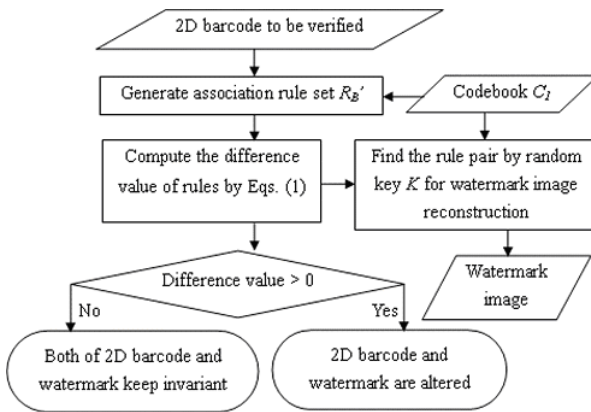 2D barcode to be verified
Generate association rule set R_B'
Codebook C_1
Compute the difference
value of rules by Eqs. (1)
Find the rule pair by random
key K for watermark image
reconstruction
Difference value > 0
Watermark
image
No
Yes
Both of 2D barcode and
watermark keep invariant
2D barcode and
watermark are altered